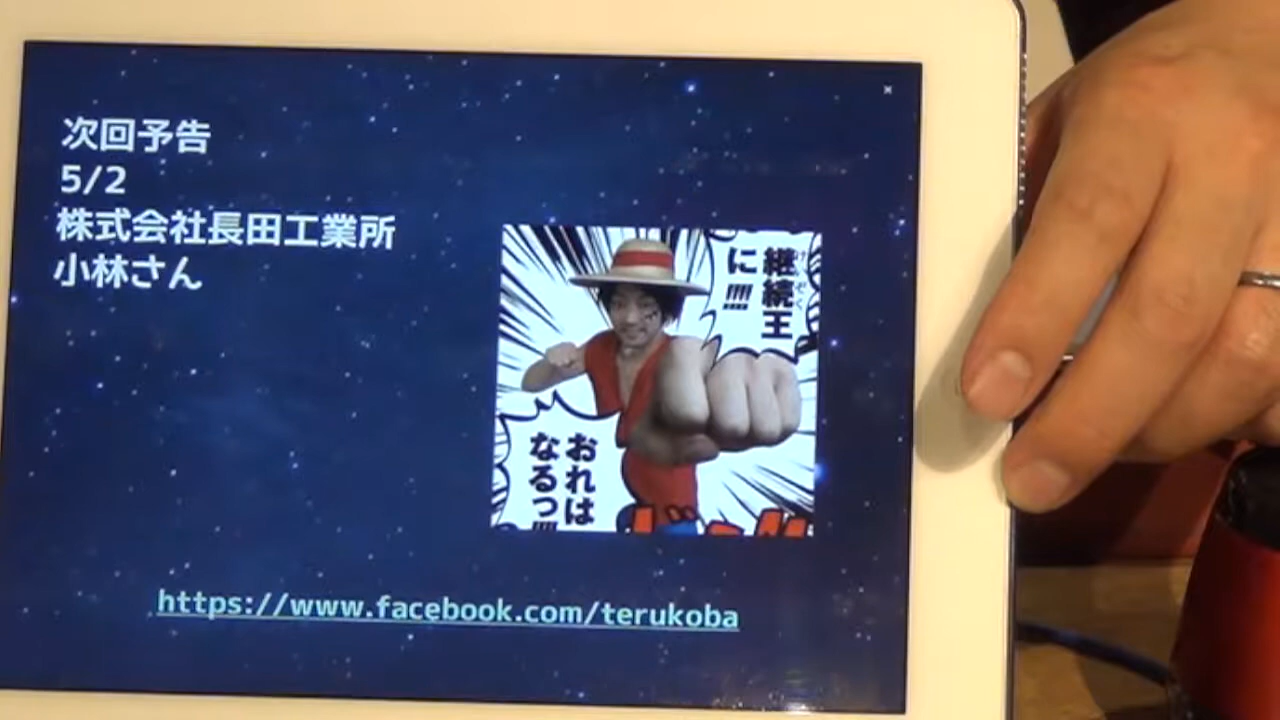 次回予告
5/2
株式会社長田工業所
小林さん
継続王
に!!!!
おれは
なるっ!!!!
https://www.facebook.com/terukoba